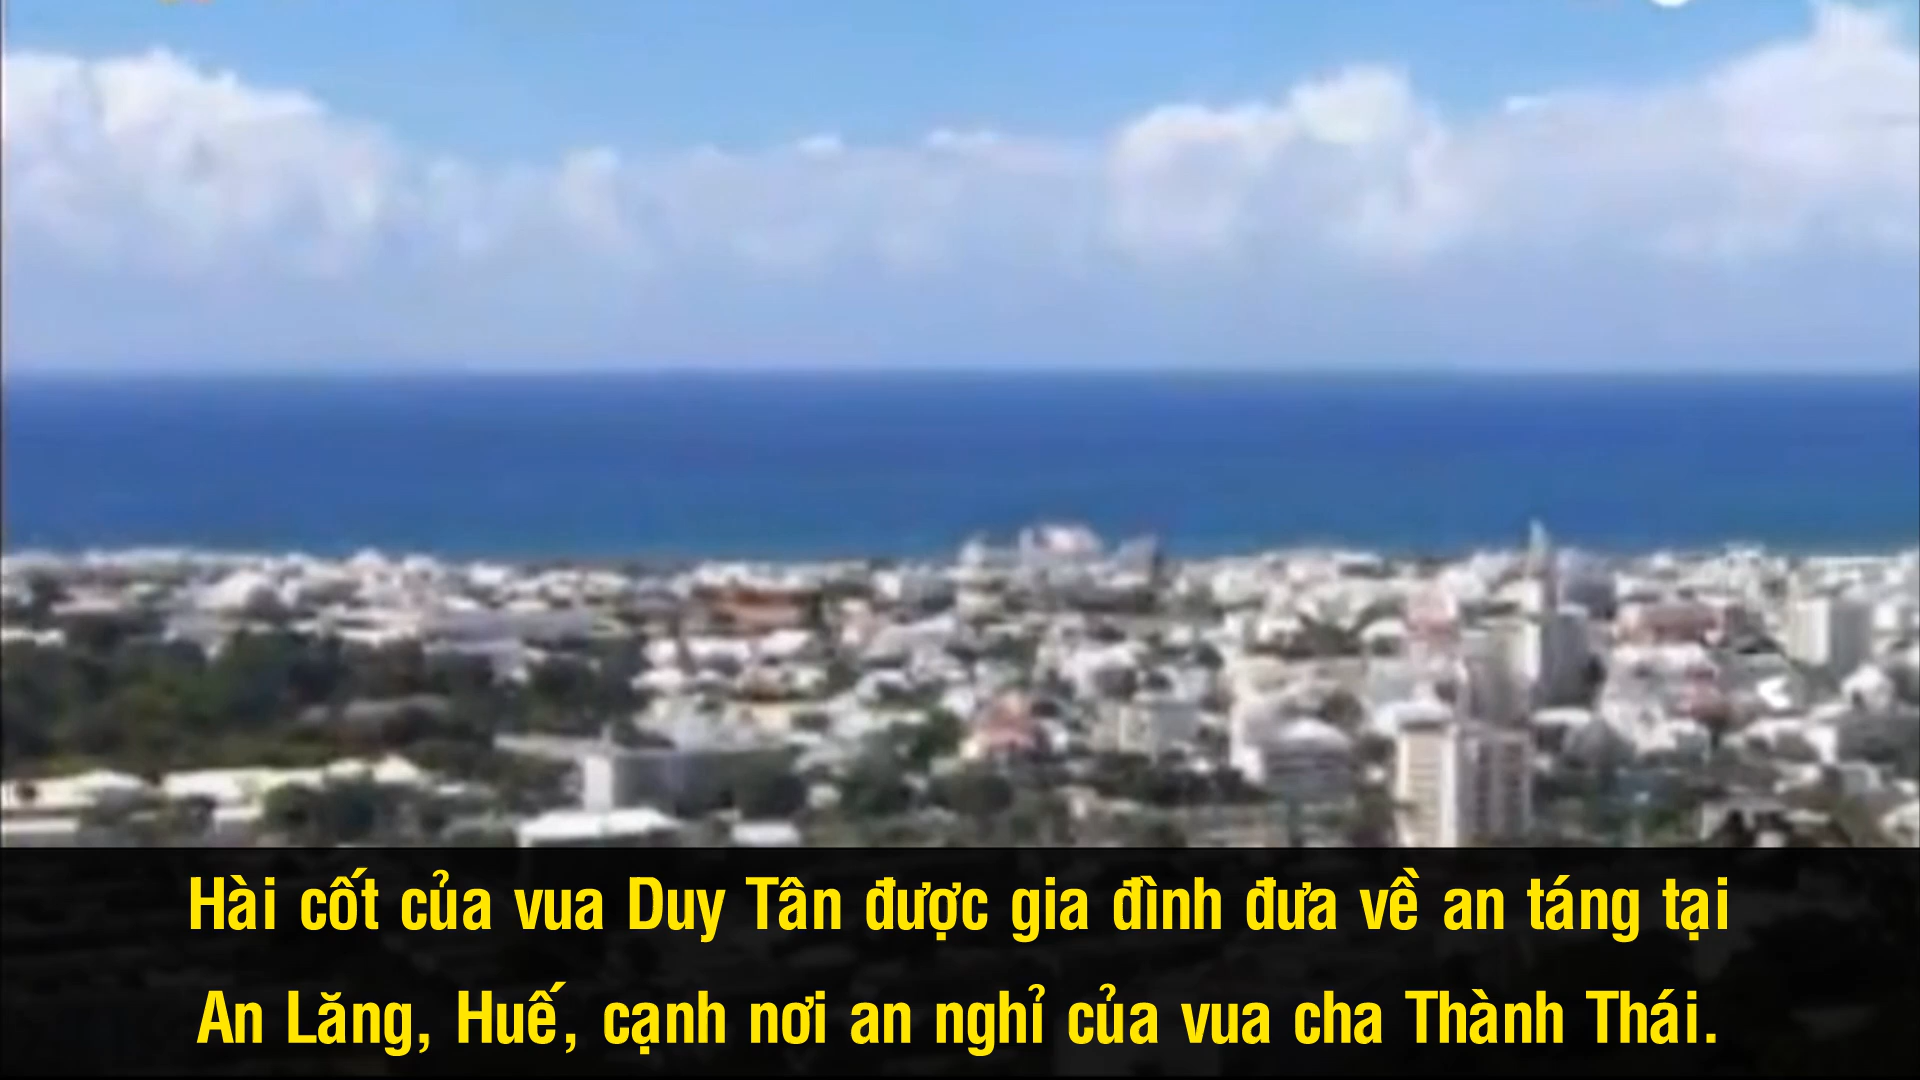 Hài cốt của vua Duy Tân được gia đình đưa về an táng tại
An Lăng, Huế, cạnh nơi an nghỉ của vua cha Thành Thái.